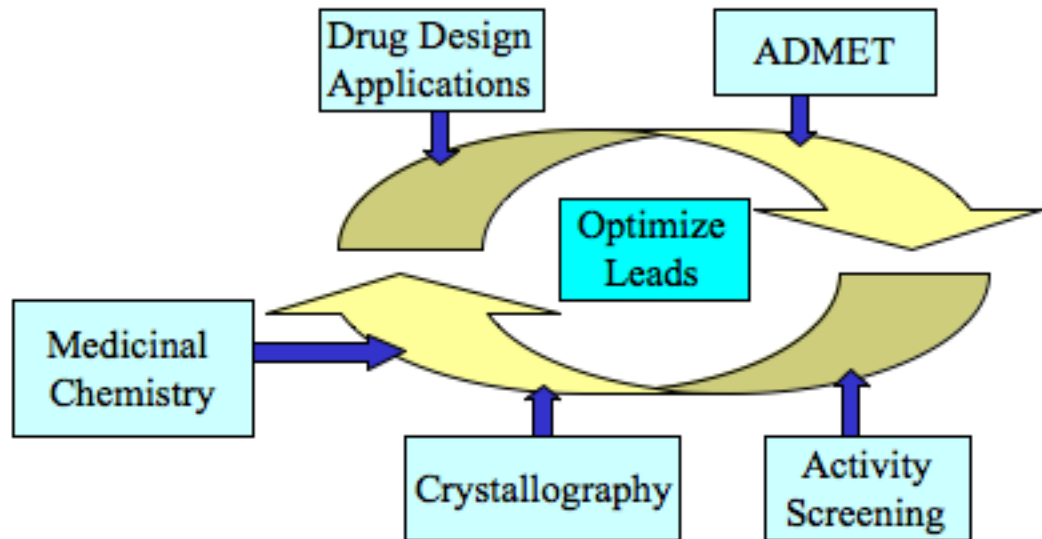 Drug Design
Applications
ADMET
Optimize
Leads
Medicinal
Chemistry
Crystallography
Activity
Screening